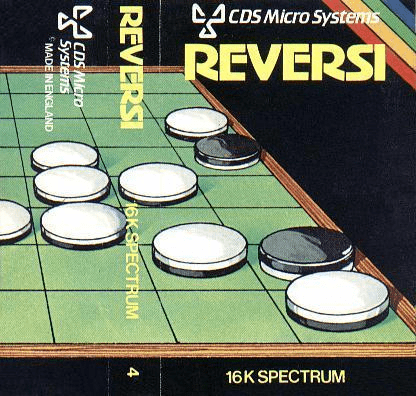 CDS Micro Systems
REVERSI
16K SPECTRUM
REVERSI
16K SPECTRUM
4
CDS Micro
Systems
© MADE IN ENGLAND